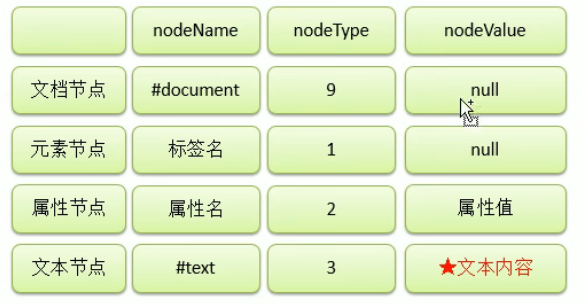 nodeName nodeType nodeValue
文档节点 #document 9 null
元素节点 标签名 1 null
属性节点 属性名 2 属性值
文本节点 #text 3 ★文本内容